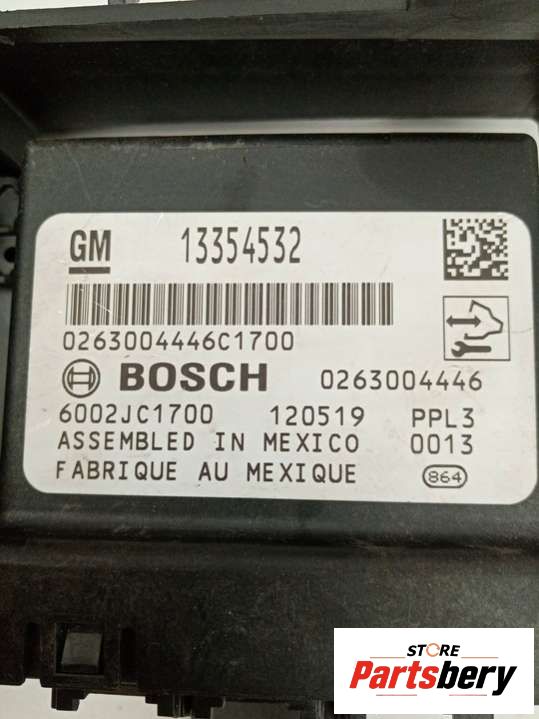 GM 13354532
0263004446C1700
BOSCH 0263004446
6002JC1700 120519 PPL3
ASSEMBLED IN MEXICO 0013
FABRIQUE AU MEXIQUE 864
STORE
Partsbery